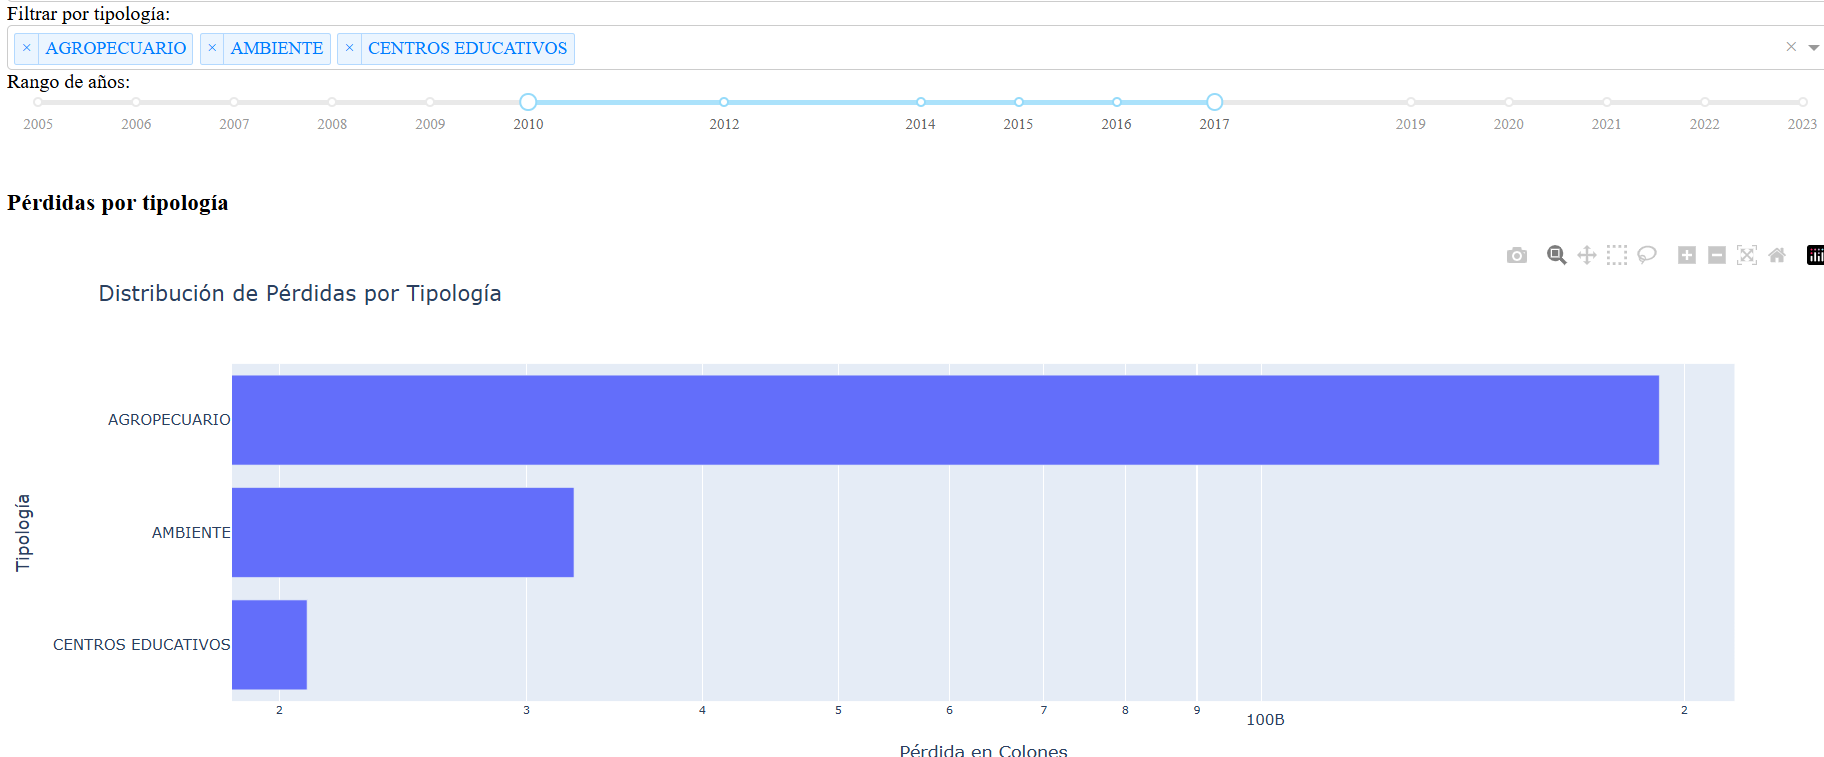 Filtrar por tipología:
× AGROPECUARIO × AMBIENTE × CENTROS EDUCATIVOS ×
Rango de años:
2005 2006 2007 2008 2009 2010 2012 2014 2015 2016 2017 2019 2020 2021 2022 2023
Pérdidas por tipología
Distribución de Pérdidas por Tipología
AGROPECUARIO
AMBIENTE
CENTROS EDUCATIVOS
Tipología
2 3 4 5 6 7 8 9 100B 2
Pérdida en Colones